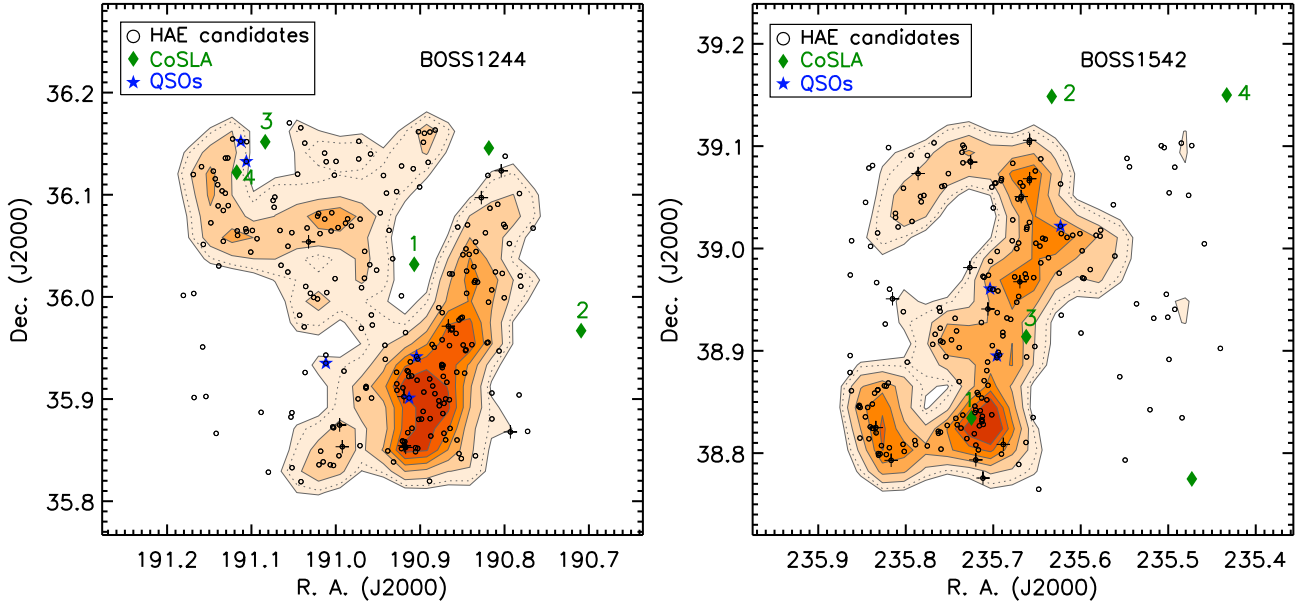 HAE candidates
CoSLA
QSOs
BOSS1244
3
4
1
2
36.2
36.1
36.0
35.9
35.8
Dec. (J2000)
191.2 191.1 191.0 190.9 190.8 190.7
R. A. (J2000)
HAE candidates
CoSLA
QSOs
BOSS1542
2
4
3
1
39.2
39.1
39.0
38.9
38.8
Dec. (J2000)
235.9 235.8 235.7 235.6 235.5 235.4
R. A. (J2000)